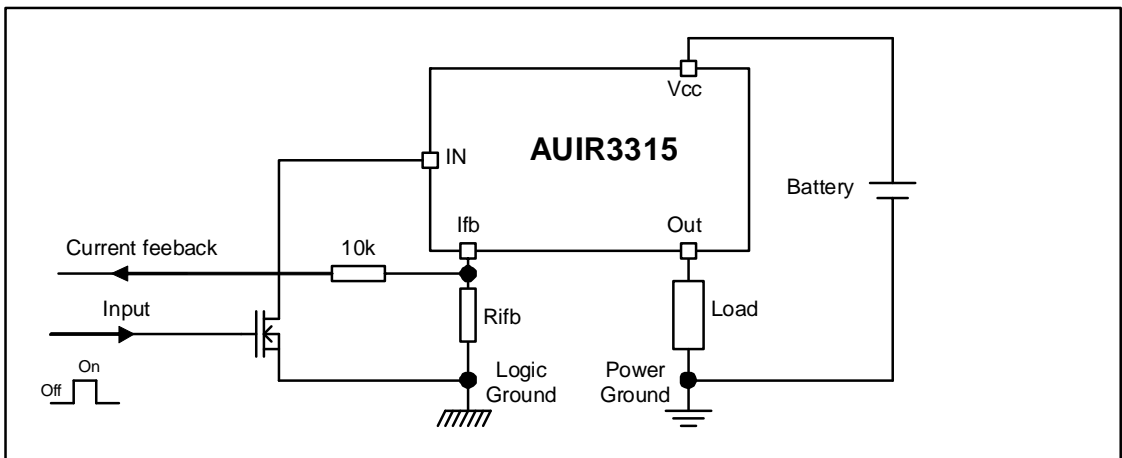 Vcc
AUIR3315
IN
Battery
Ifb
Out
Current feeback
10k
Input
Rifb
Load
On
Off
Logic
Ground
Power
Ground